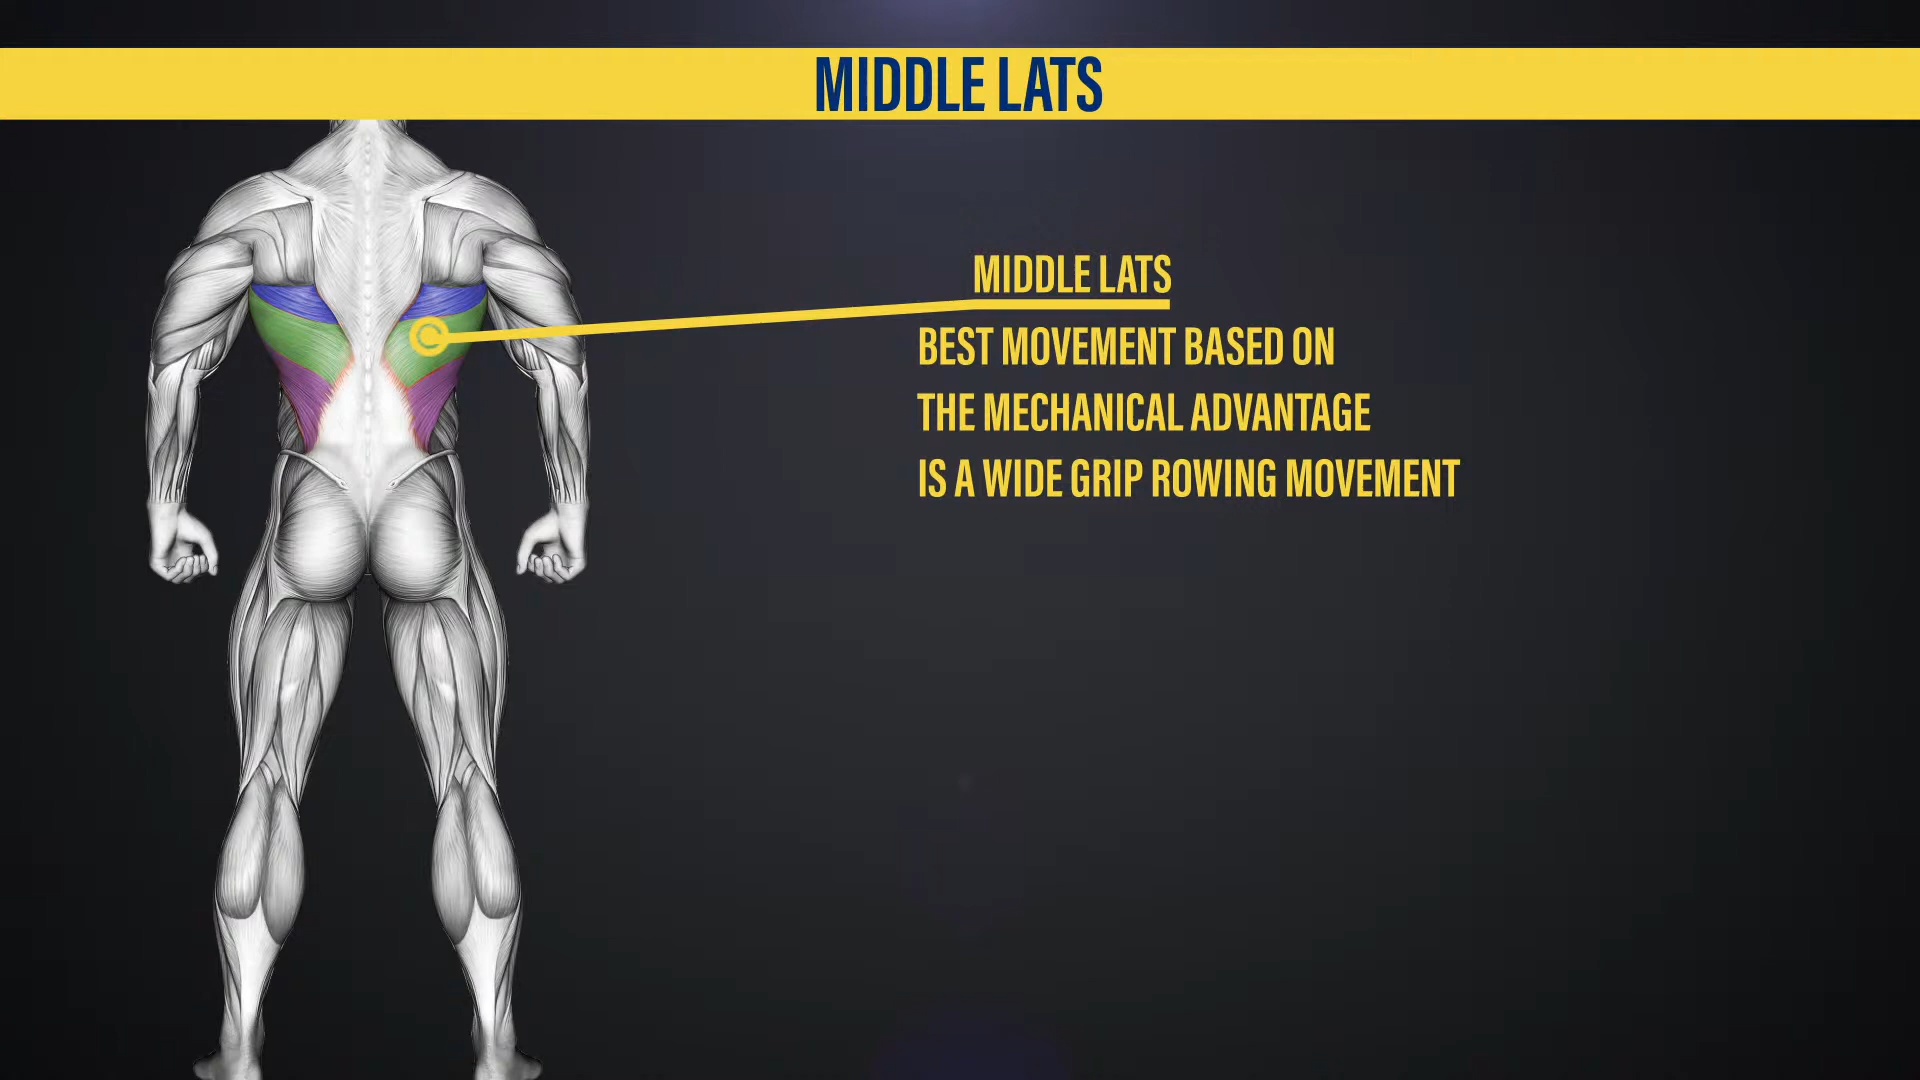 MIDDLE LATS
MIDDLE LATS
BEST MOVEMENT BASED ON
THE MECHANICAL ADVANTAGE
IS A WIDE GRIP ROWING MOVEMENT